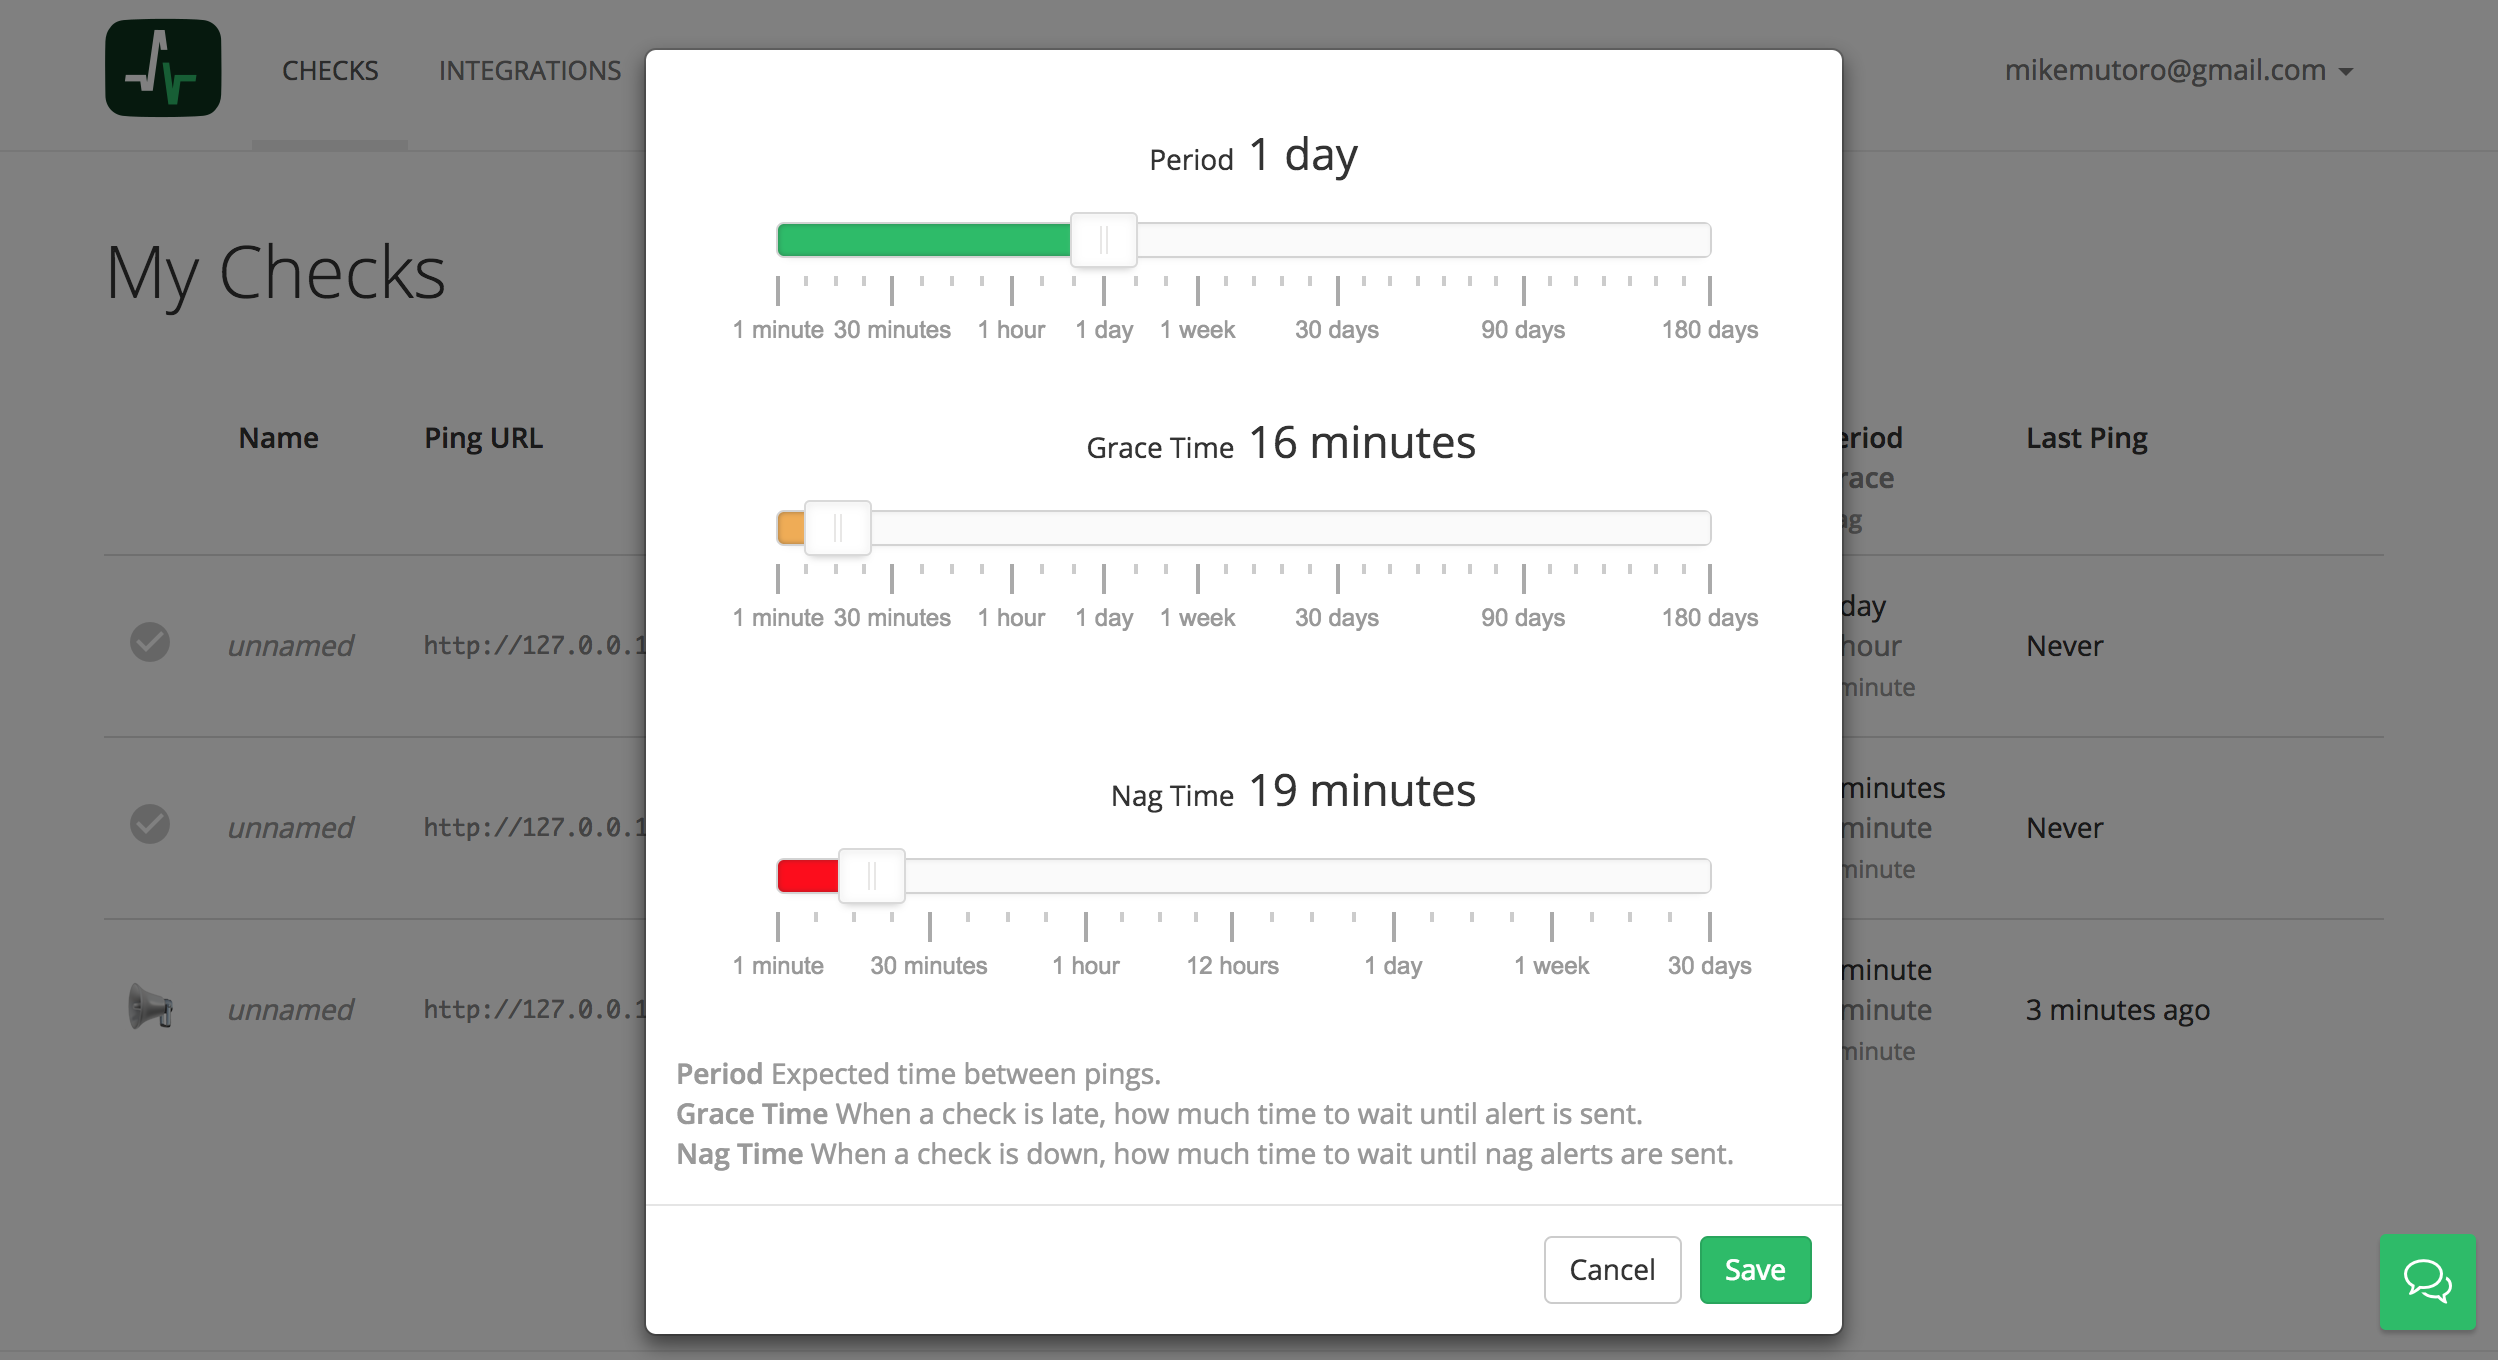 CHECKS INTEGRATIONS mikemutoro@gmail.com
My Checks
Name Ping URL Last Ping
unnamed http://127.0.0.1 day
hour Never
unnamed http://127.0.0.1 minutes
minute Never
unnamed http://127.0.0.1 minute
minute 3 minutes ago
Period 1 day
1 minute 30 minutes 1 hour 1 day 1 week 30 days 90 days 180 days
Grace Time 16 minutes
1 minute 30 minutes 1 hour 1 day 1 week 30 days 90 days 180 days
Nag Time 19 minutes
1 minute 30 minutes 1 hour 12 hours 1 day 1 week 30 days
Period Expected time between pings.
Grace Time When a check is late, how much time to wait until alert is sent.
Nag Time When a check is down, how much time to wait until nag alerts are sent.
Cancel Save